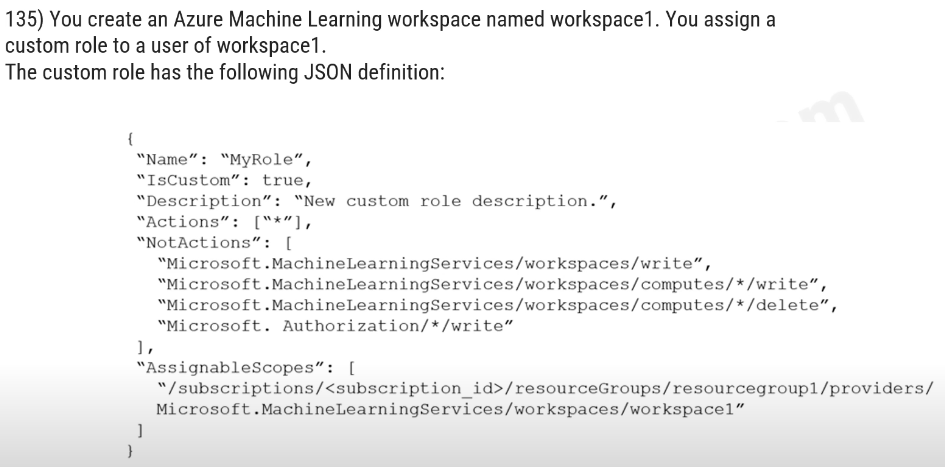 135) You create an Azure Machine Learning workspace named workspace1. You assign a
custom role to a user of workspace1.
The custom role has the following JSON definition:
{
“Name”: “MyRole”,
“IsCustom”: true,
“Description”: “New custom role description.”,
“Actions”: [“*”],
“NotActions”: [
“Microsoft.MachineLearningServices/workspaces/write”,
“Microsoft.MachineLearningServices/workspaces/computes/*/write”,
“Microsoft.MachineLearningServices/workspaces/computes/*/delete”,
“Microsoft. Authorization/*/write”
],
“AssignableScopes”: [
“/subscriptions/<subscription_id>/resourceGroups/resourcegroup1/providers/
Microsoft.MachineLearningServices/workspaces/workspace1”
]
}